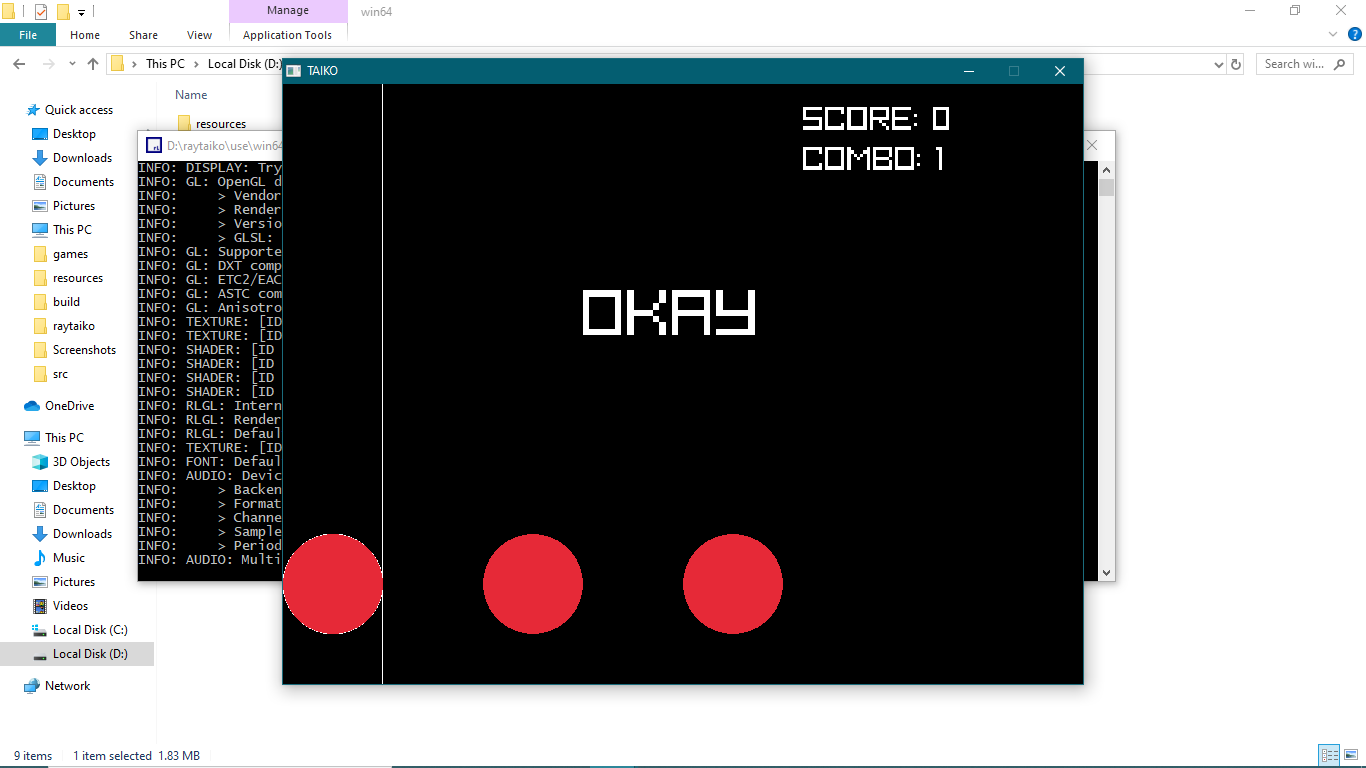 Manage
win64
File
Home
Share
View
Application Tools
This PC
Local Disk (D:)
Search wi...
Name
resources
Quick access
Desktop
Downloads
Documents
Pictures
This PC
games
resources
build
raytaiko
Screenshots
src
OneDrive
This PC
3D Objects
Desktop
Documents
Downloads
Music
Pictures
Videos
Local Disk (C:)
Local Disk (D:)
Network
D:\raytaiko\use\win64
INFO: DISPLAY: Try
INFO: GL: OpenGL d
INFO: > Vendor
INFO: > Render
INFO: > Versio
INFO: > GLSL:
INFO: GL: Supporte
INFO: GL: DXT comp
INFO: GL: ETC2/EAC
INFO: GL: ASTC com
INFO: GL: Anisotro
INFO: TEXTURE: [ID
INFO: TEXTURE: [ID
INFO: SHADER: [ID
INFO: SHADER: [ID
INFO: SHADER: [ID
INFO: SHADER: [ID
INFO: RLGL: Intern
INFO: RLGL: Render
INFO: RLGL: Defaul
INFO: TEXTURE: [ID
INFO: FONT: Defaul
INFO: AUDIO: Devic
INFO: > Backen
INFO: > Format
INFO: > Channe
INFO: > Sample
INFO: > Period
INFO: AUDIO: Multi
TAIKO
SCORE: 0
COMBO: 1
OKAY
9 items
1 item selected 1.83 MB